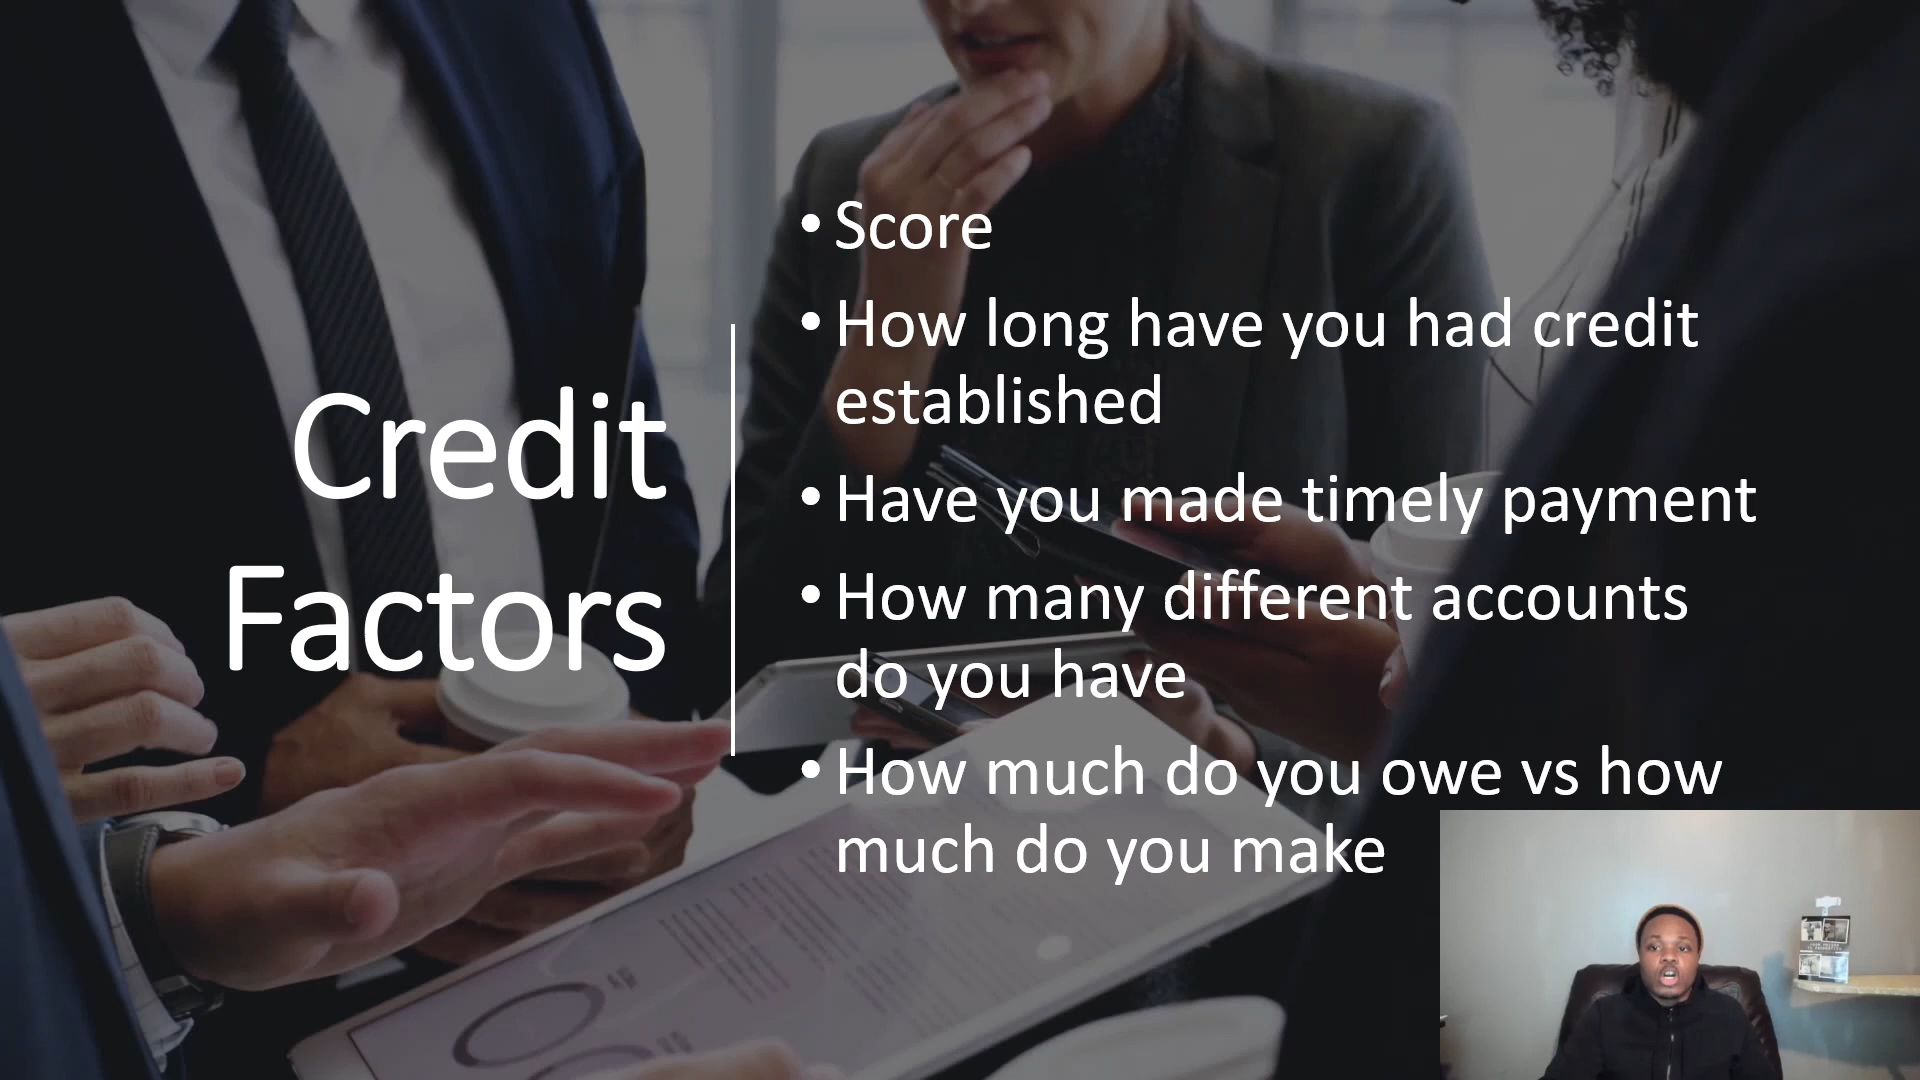 Credit
Factors
• Score
• How long have you had credit
established
• Have you made timely payment
• How many different accounts
do you have
• How much do you owe vs how
much do you make